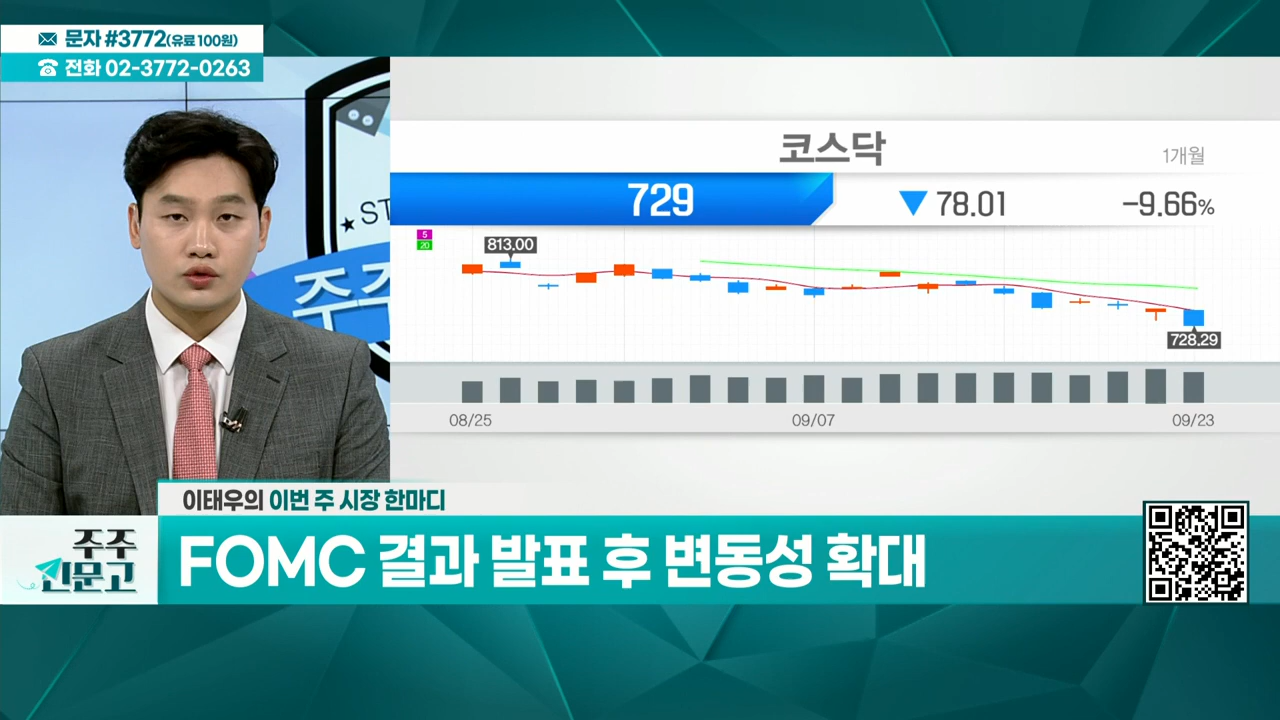 문자 #3772(유료 100원)
전화 02-3772-0263
ST
주주
코스닥
1개월
729
▼ 78.01
-9.66%
5
20
813.00
728.29
08/25
09/07
09/23
이태우의 이번 주 시장 한마디
주주
신문고
FOMC 결과 발표 후 변동성 확대